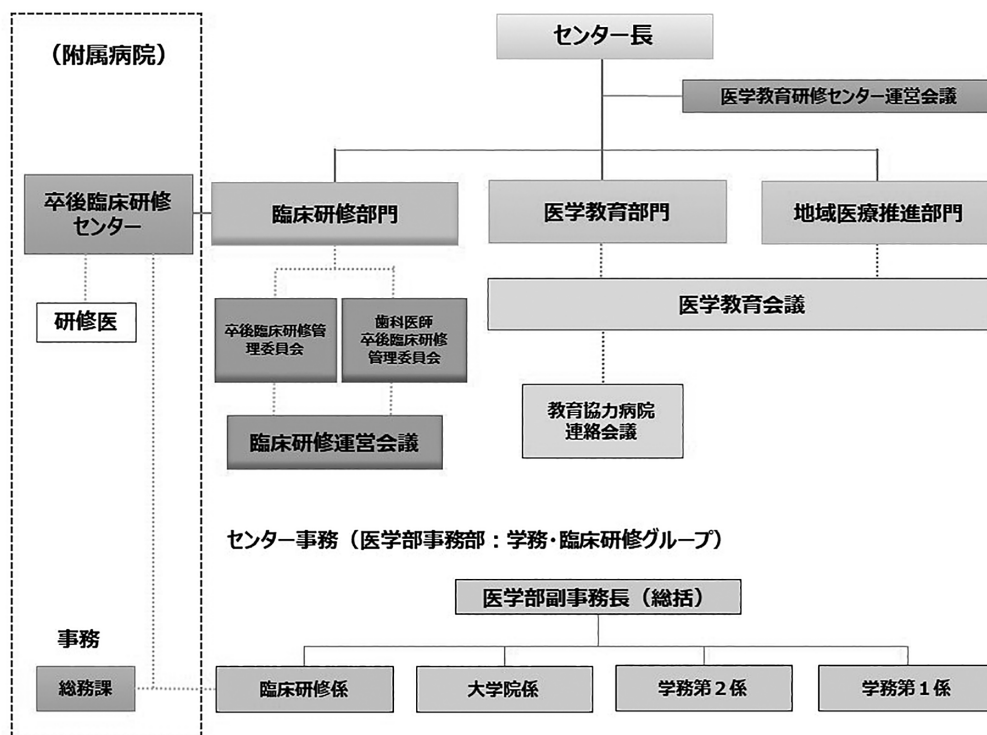 （附属病院）
センター長
医学教育研修センター運営会議
卒後臨床研修
センター
臨床研修部門
医学教育部門
地域医療推進部門
研修医
卒後臨床研修管
理委員会
歯科医師
卒後臨床研修
管理委員会
医学教育会議
臨床研修運営会議
教育協力病院
連絡会議
センター事務（医学部事務部：学務・臨床研修グループ）
医学部副事務長（総括）
事務
総務課
臨床研修係
大学院係
学務第２係
学務第１係